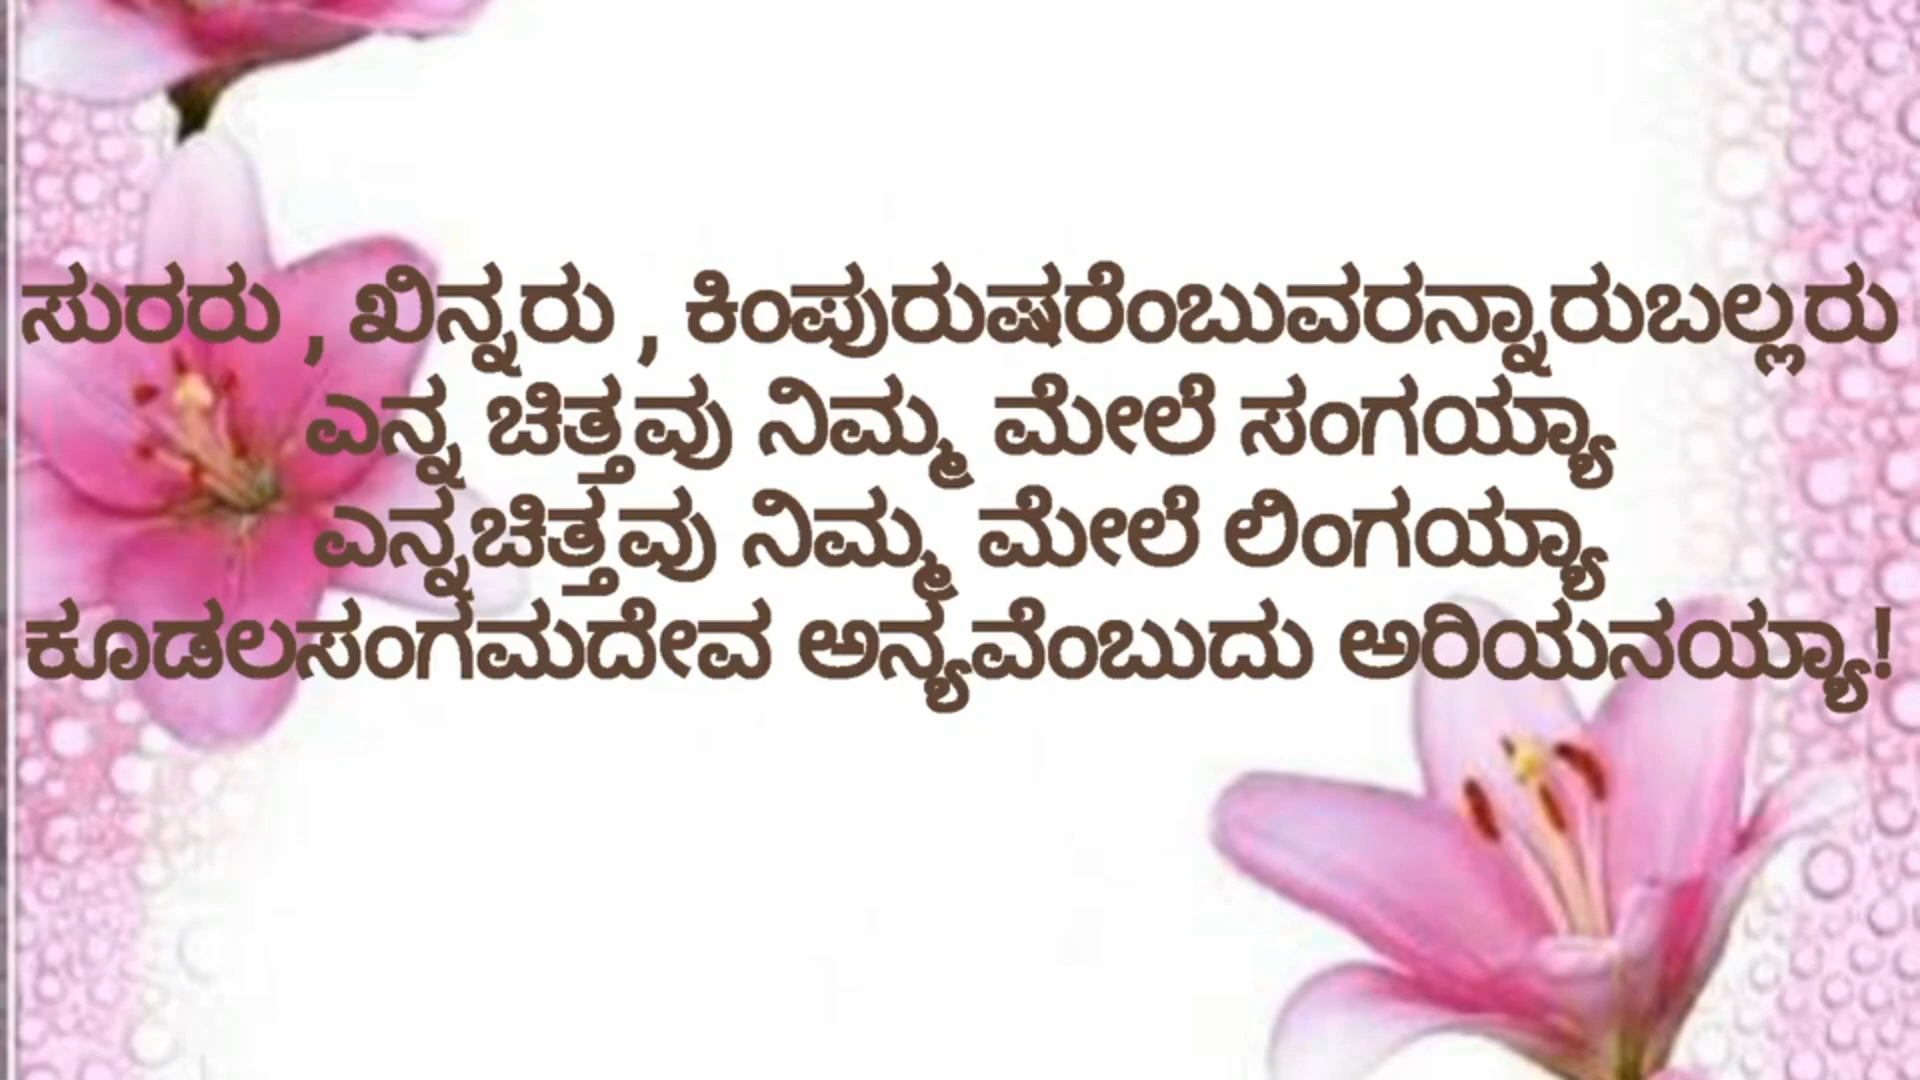 ಸುರರು , ಖಿನ್ನರು , ಕಿಂಪುರುಷರೆಂಬುವರನ್ನಾರುಬಲ್ಲರು
ಎನ್ನ ಚಿತ್ತವು ನಿಮ್ಮ ಮೇಲೆ ಸಂಗಯ್ಯಾ
ಎನ್ನಚಿತ್ತವು ನಿಮ್ಮ ಮೇಲೆ ಲಿಂಗಯ್ಯಾ
ಕೂಡಲಸಂಗಮದೇವ ಅನ್ಯವೆಂಬುದು ಅರಿಯನಯ್ಯಾ!